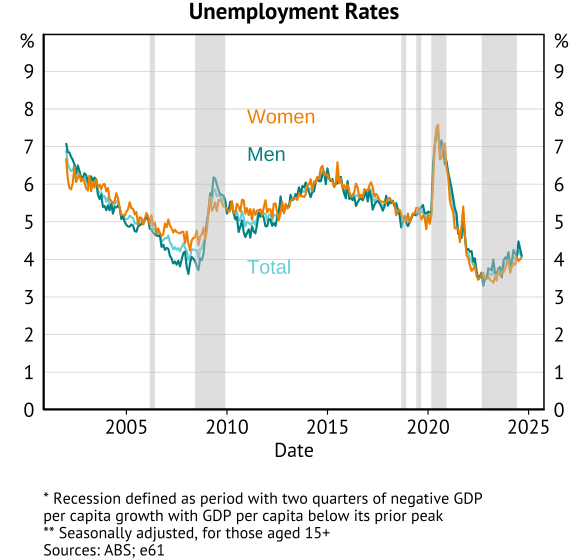 Unemployment Rates
% %
9 9
8 8
Women
7 7
Men
6 6
5 5
Total
4 4
3 3
2 2
1 1
0 0
2005 2010 2015 2020 2025
Date
* Recession defined as period with two quarters of negative GDP
per capita growth with GDP per capita below its prior peak
** Seasonally adjusted, for those aged 15+
Sources: ABS; e61